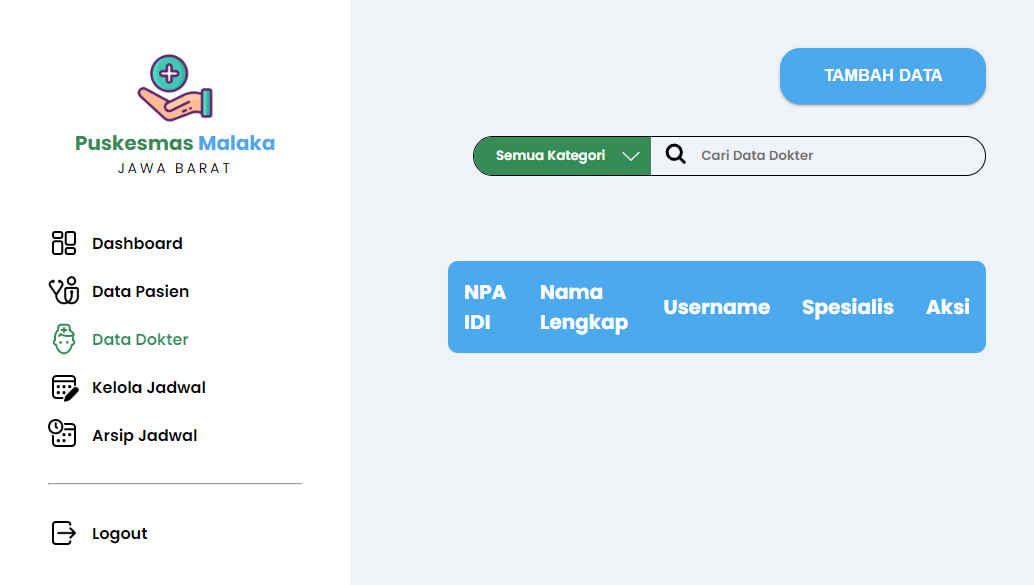 Puskesmas Malaka
JAWA BARAT
Dashboard
Data Pasien
Data Dokter
Kelola Jadwal
Arsip Jadwal
Logout
TAMBAH DATA
Semua Kategori
Cari Data Dokter
NPA IDI
Nama Lengkap
Username
Spesialis
Aksi